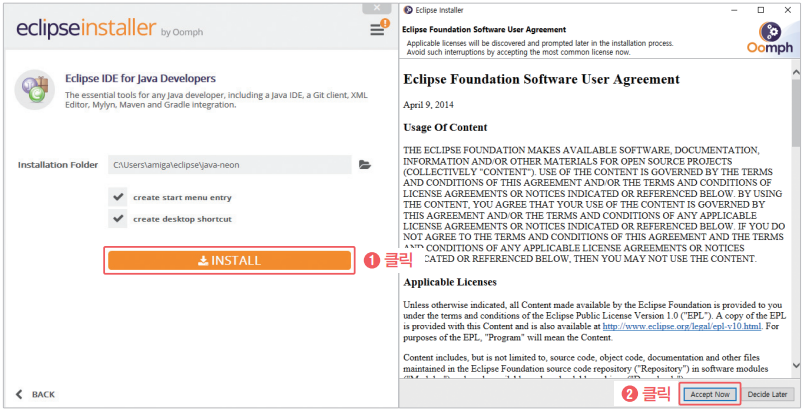 eclipseinstaller by Oomph
Eclipse IDE for Java Developers
The essential tools for any Java developer, including a Java IDE, a Git client, XML
Editor, Mylyn, Maven and Gradle integration.
Installation Folder
C:\Users\amiga\eclipse\java-neon
create start menu entry
create desktop shortcut
INSTALL
❶ 클릭
BACK
Eclipse Installer
Eclipse Foundation Software User Agreement
Applicable licenses will be discovered and prompted later in the installation process.
Avoid such interruptions by accepting the most common license now.
Oomph
Eclipse Foundation Software User Agreement
April 9, 2014
Usage Of Content
THE ECLIPSE FOUNDATION MAKES AVAILABLE SOFTWARE, DOCUMENTATION,
INFORMATION AND/OR OTHER MATERIALS FOR OPEN SOURCE PROJECTS
(COLLECTIVELY "CONTENT"). USE OF THE CONTENT IS GOVERNED BY THE TERMS
AND CONDITIONS OF THIS AGREEMENT AND/OR THE TERMS AND CONDITIONS OF
LICENSE AGREEMENTS OR NOTICES INDICATED OR REFERENCED BELOW. BY USING
THE CONTENT, YOU AGREE THAT YOUR USE OF THE CONTENT IS GOVERNED BY
THIS AGREEMENT AND/OR THE TERMS AND CONDITIONS OF ANY APPLICABLE
LICENSE AGREEMENTS OR NOTICES INDICATED OR REFERENCED BELOW. IF YOU DO
NOT AGREE TO THE TERMS AND CONDITIONS OF THIS AGREEMENT AND THE TERMS
AND CONDITIONS OF ANY APPLICABLE LICENSE AGREEMENTS OR NOTICES
CATED OR REFERENCED BELOW, THEN YOU MAY NOT USE THE CONTENT.
Applicable Licenses
Unless otherwise indicated, all Content made available by the Eclipse Foundation is provided to you
under the terms and conditions of the Eclipse Public License Version 1.0 ("EPL"). A copy of the EPL
is provided with this Content and is also available at http://www.eclipse.org/legal/epl-v10.html. For
purposes of the EPL, "Program" will mean the Content.
Content includes, but is not limited to, source code, object code, documentation and other files
maintained in the Eclipse Foundation source code repository ("Repository") in software modules
❷ 클릭
Accept Now
Decide Later